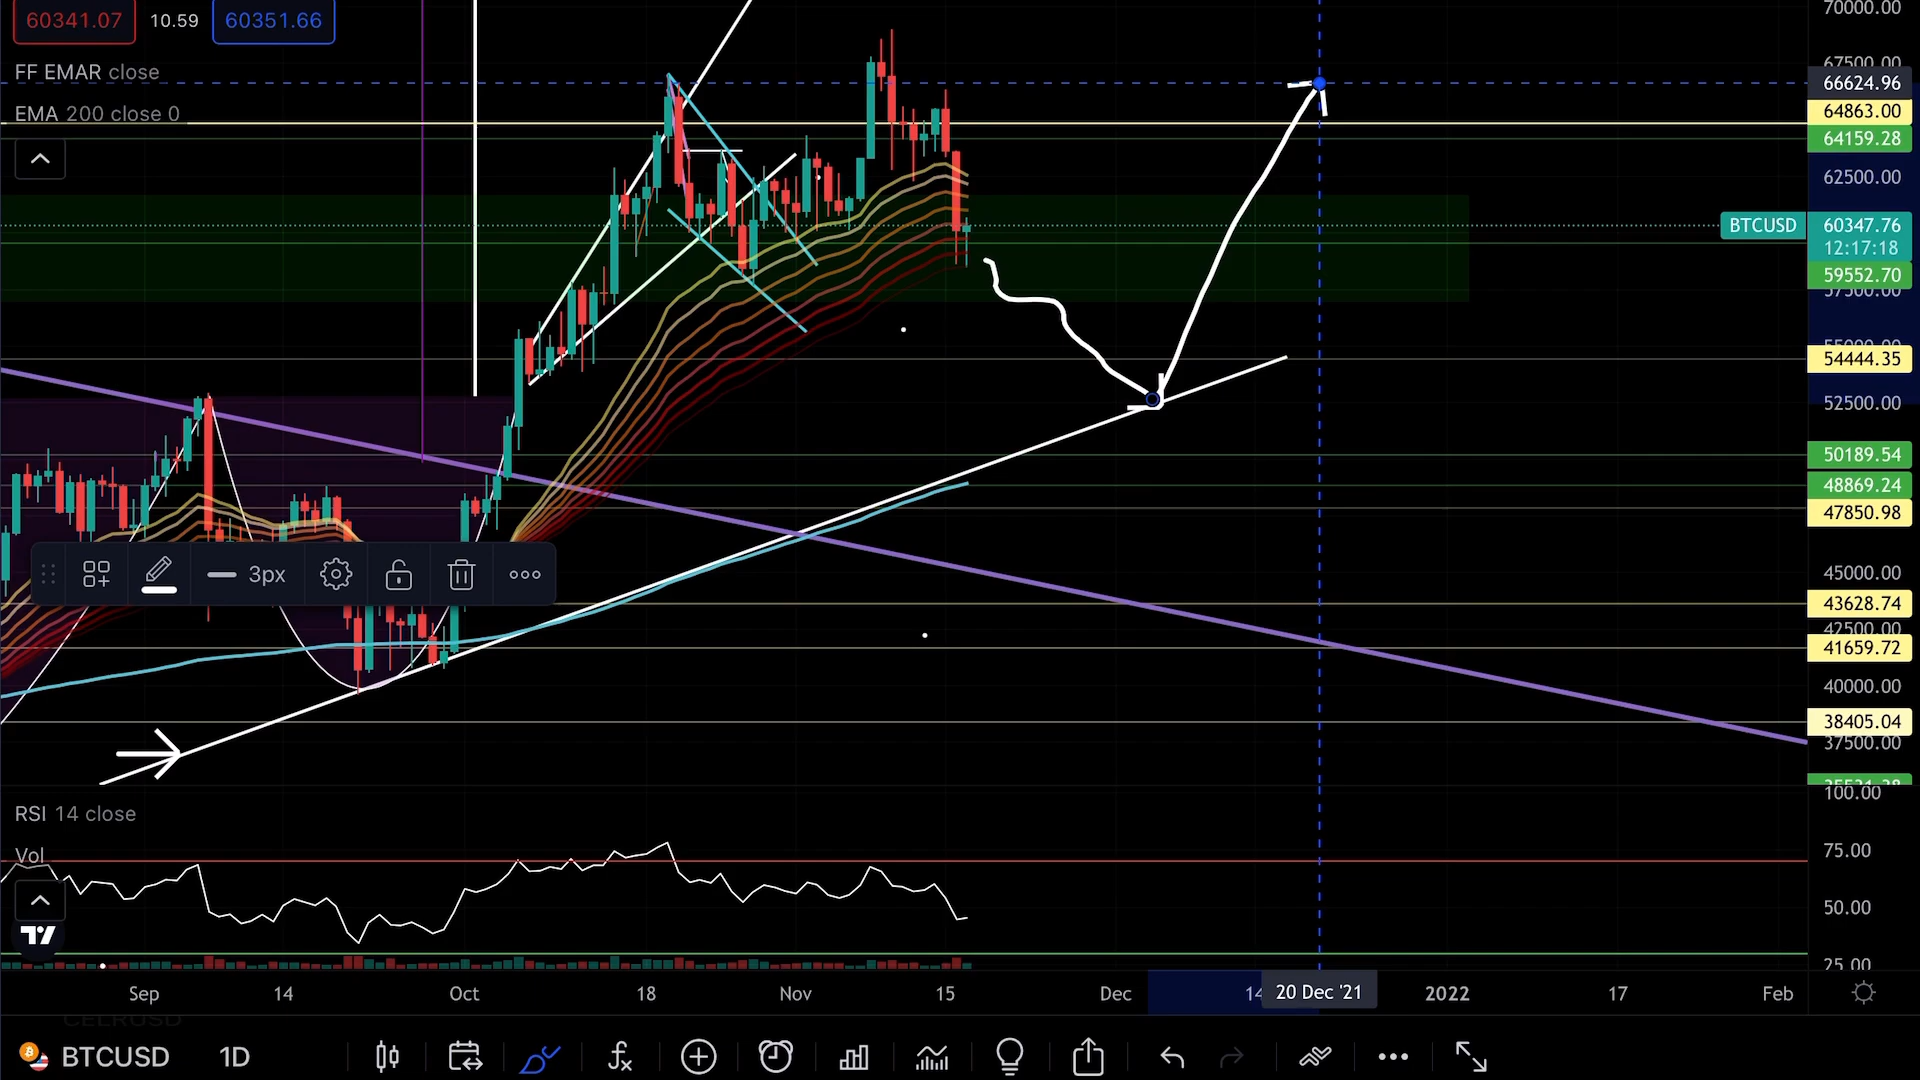 60341.07 10.59 60351.66
FF EMAR close
EMA 200 close 0
70000.00
67500.00
66624.96
64863.00
64159.28
62500.00
BTCUSD 60347.76
12:17:18
59552.70
57500.00
55000.00
54444.35
52500.00
50189.54
48869.24
47850.98
3px
45000.00
43628.74
42500.00
41659.72
40000.00
38405.04
37500.00
35521.38
RSI 14 close
100.00
Vol
75.00
50.00
25.00
Sep 14 Oct 18 Nov 15 Dec 14 20 Dec '21 2022 17 Feb
CELRUSD
BTCUSD 1D